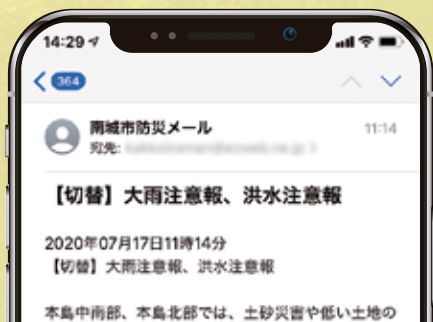 14:29
364
南城市防災メール 11:14
宛先:
【切替】大雨注意報、洪水注意報
2020年07月17日11時14分
【切替】大雨注意報、洪水注意報
本島中南部、本島北部では、土砂災害や低い土地の